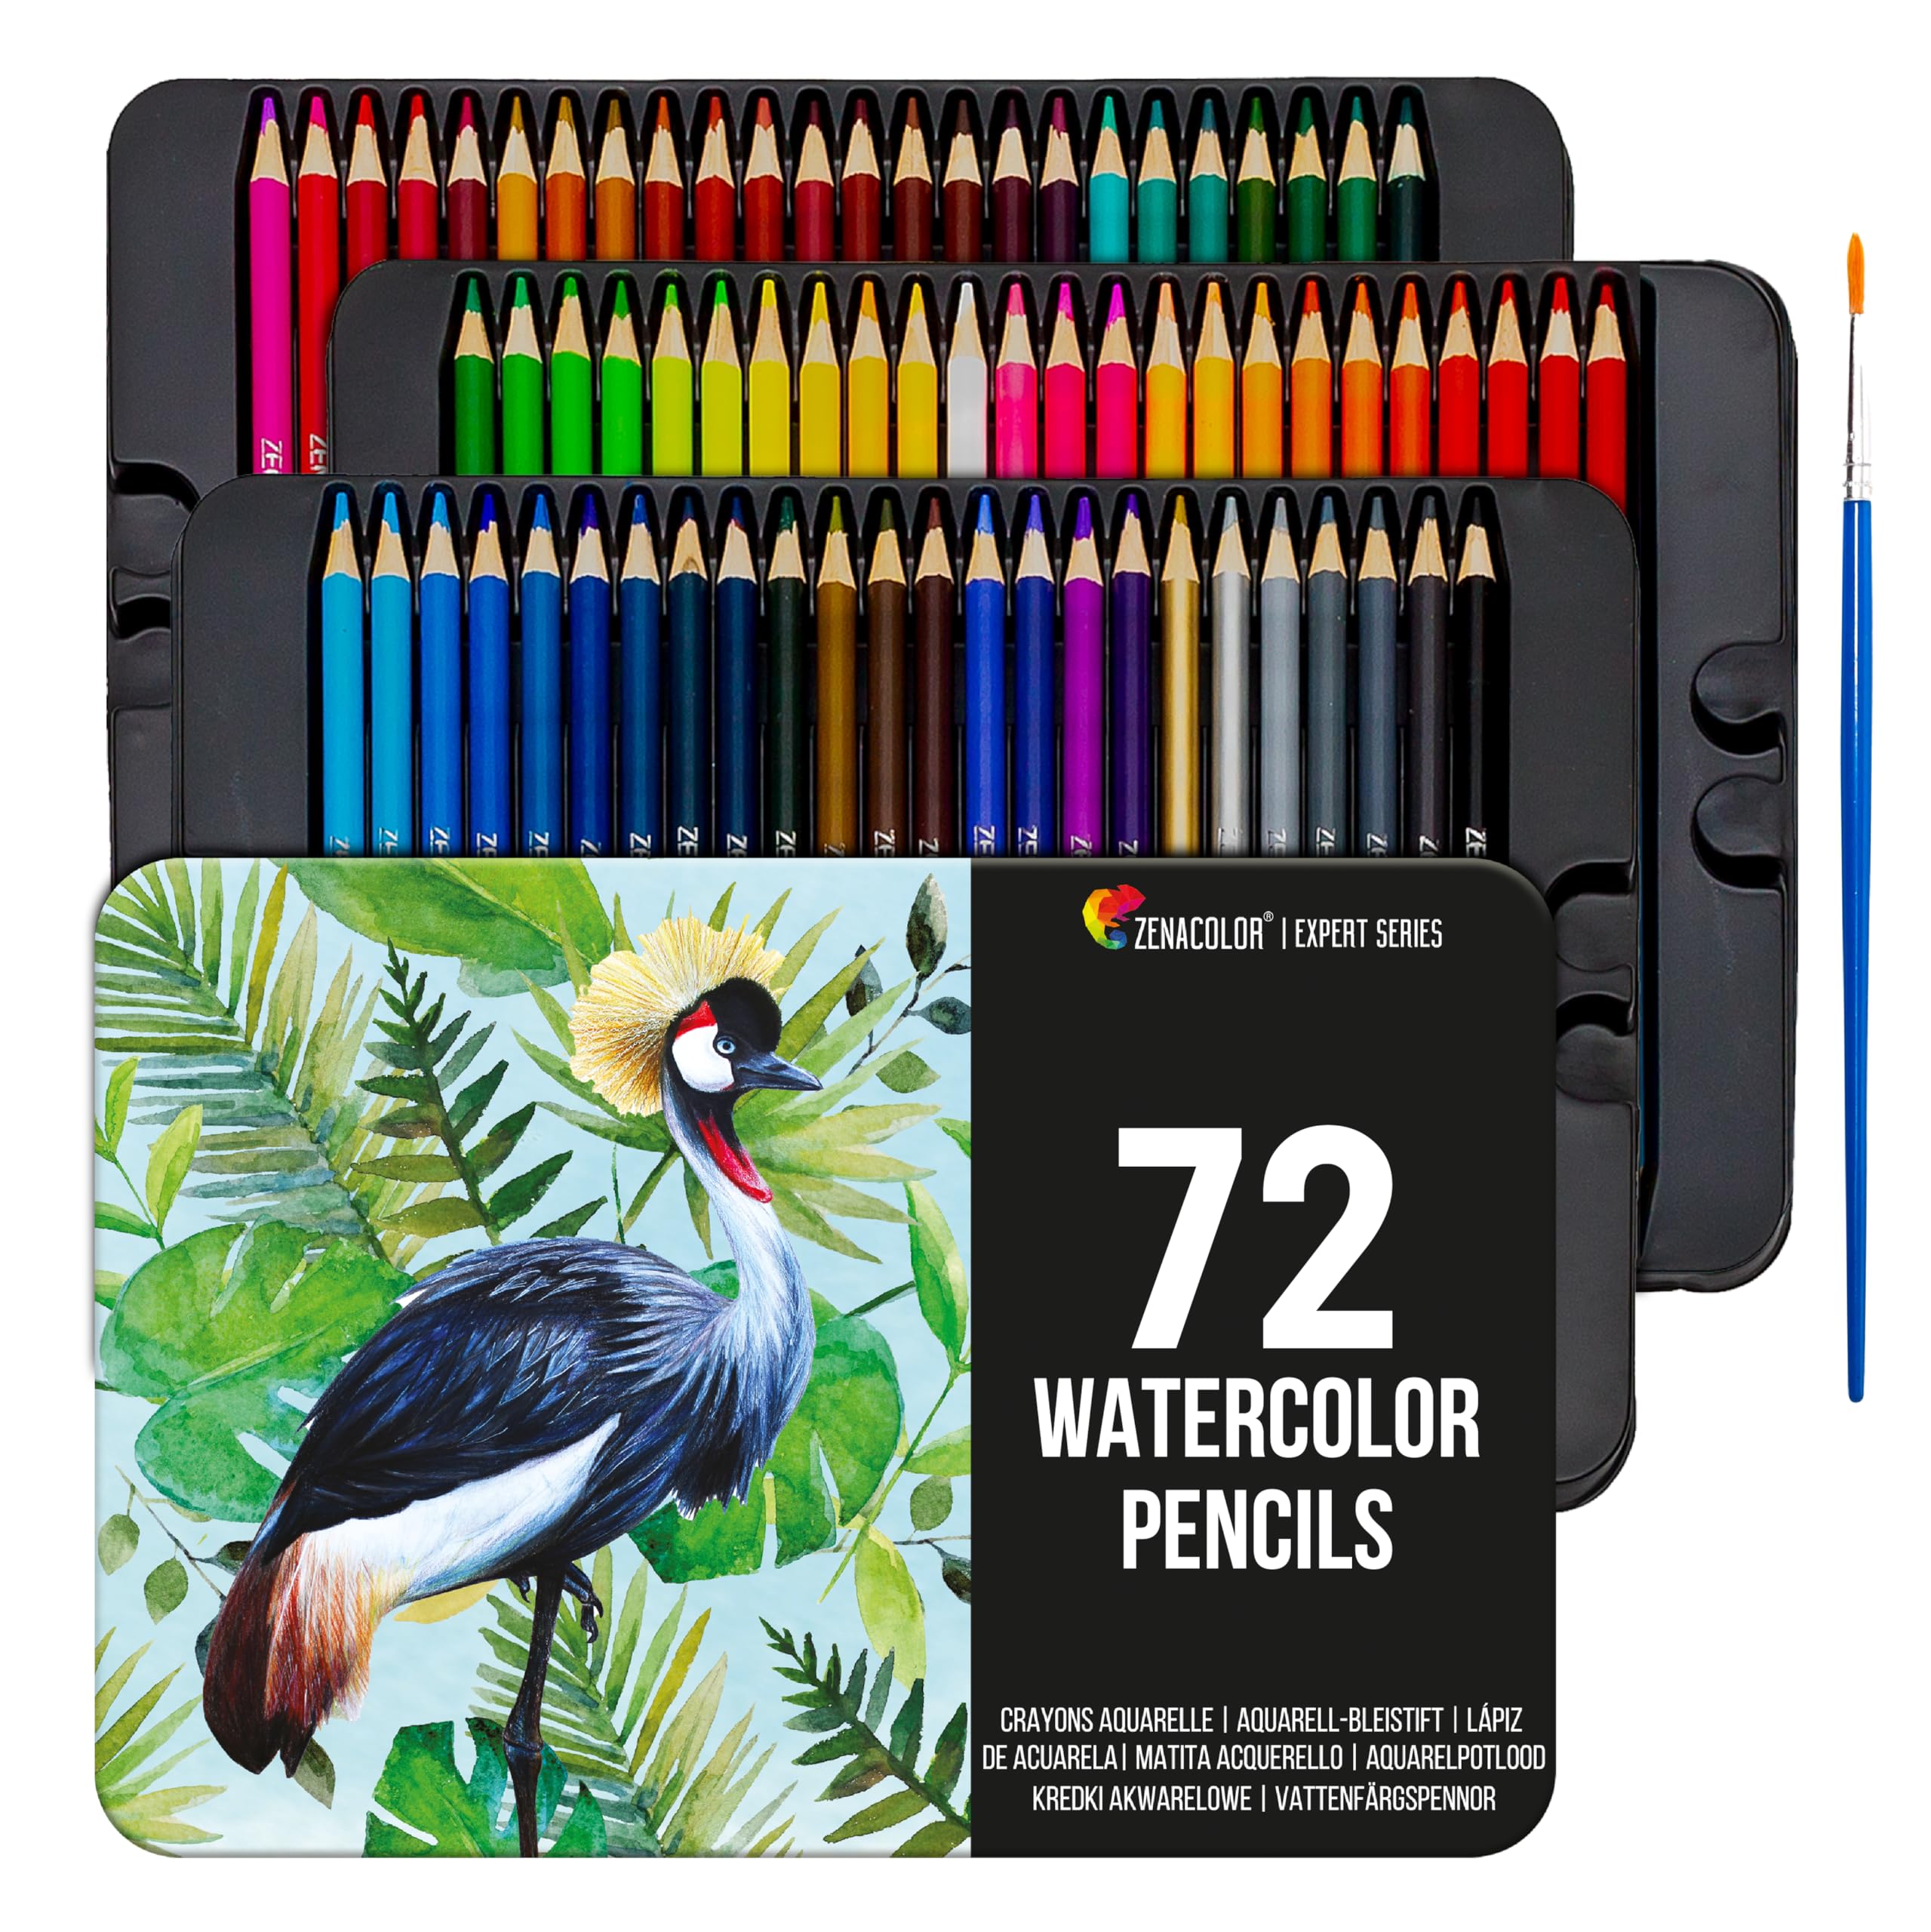 ZENACOLOR® | EXPERT SERIES
72
WATERCOLOR
PENCILS
CRAYONS AQUARELLE | AQUARELL-BLEISTIFT | LÁPIZ
DE ACUARELA | MATITA ACQUERELLO | AQUARELPOTLOOD
KREDKI AKWARELOWE | VATTENFÄRGSPENNOR